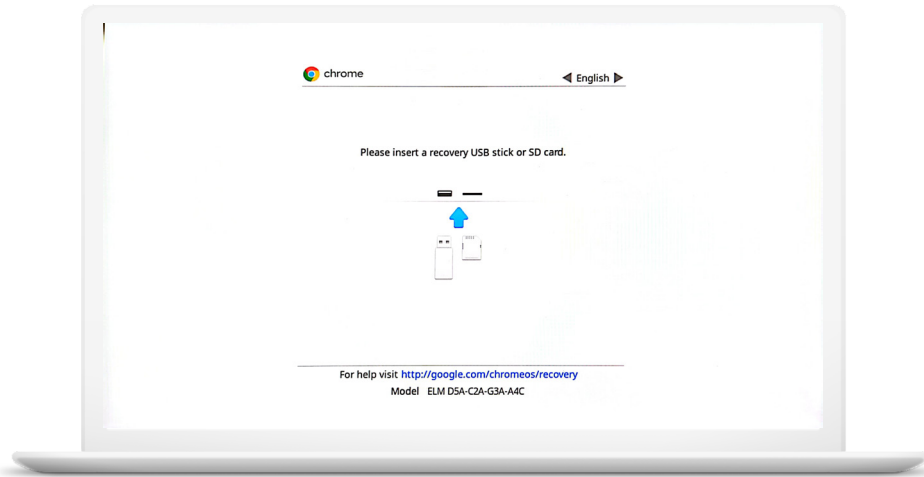 chrome
English
Please insert a recovery USB stick or SD card.
For help visit http://google.com/chromeos/recovery
Model ELM D5A-C2A-G3A-A4C